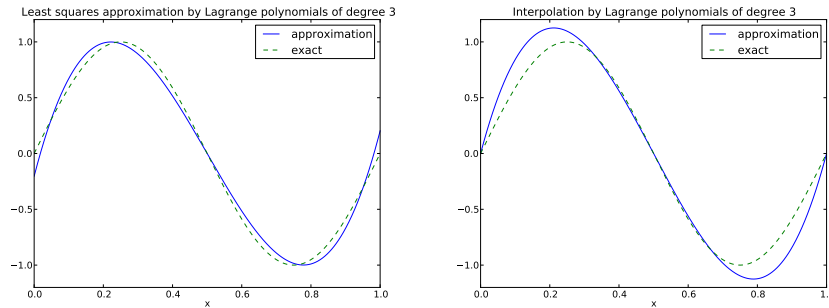 Least squares approximation by Lagrange polynomials of degree 3
approximation
exact
1.0
0.5
0.0
−0.5
−1.0
0.0 0.2 0.4 0.6 0.8 1.0
x
Interpolation by Lagrange polynomials of degree 3
approximation
exact
1.0
0.5
0.0
−0.5
−1.0
0.0 0.2 0.4 0.6 0.8 1.
x